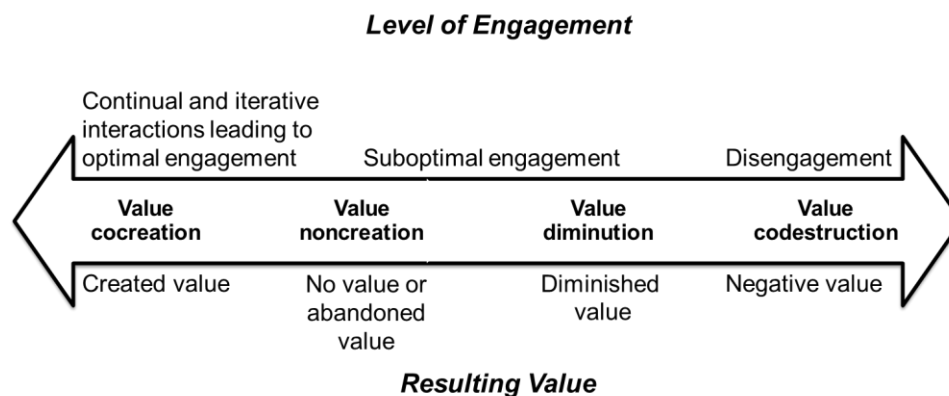 Level of Engagement
Continual and iterative
interactions leading to
optimal engagement
Suboptimal engagement
Disengagement
Value
cocreation
Value
noncreation
Value
diminution
Value
codestruction
Created value
No value or
abandoned
value
Diminished
value
Negative value
Resulting Value